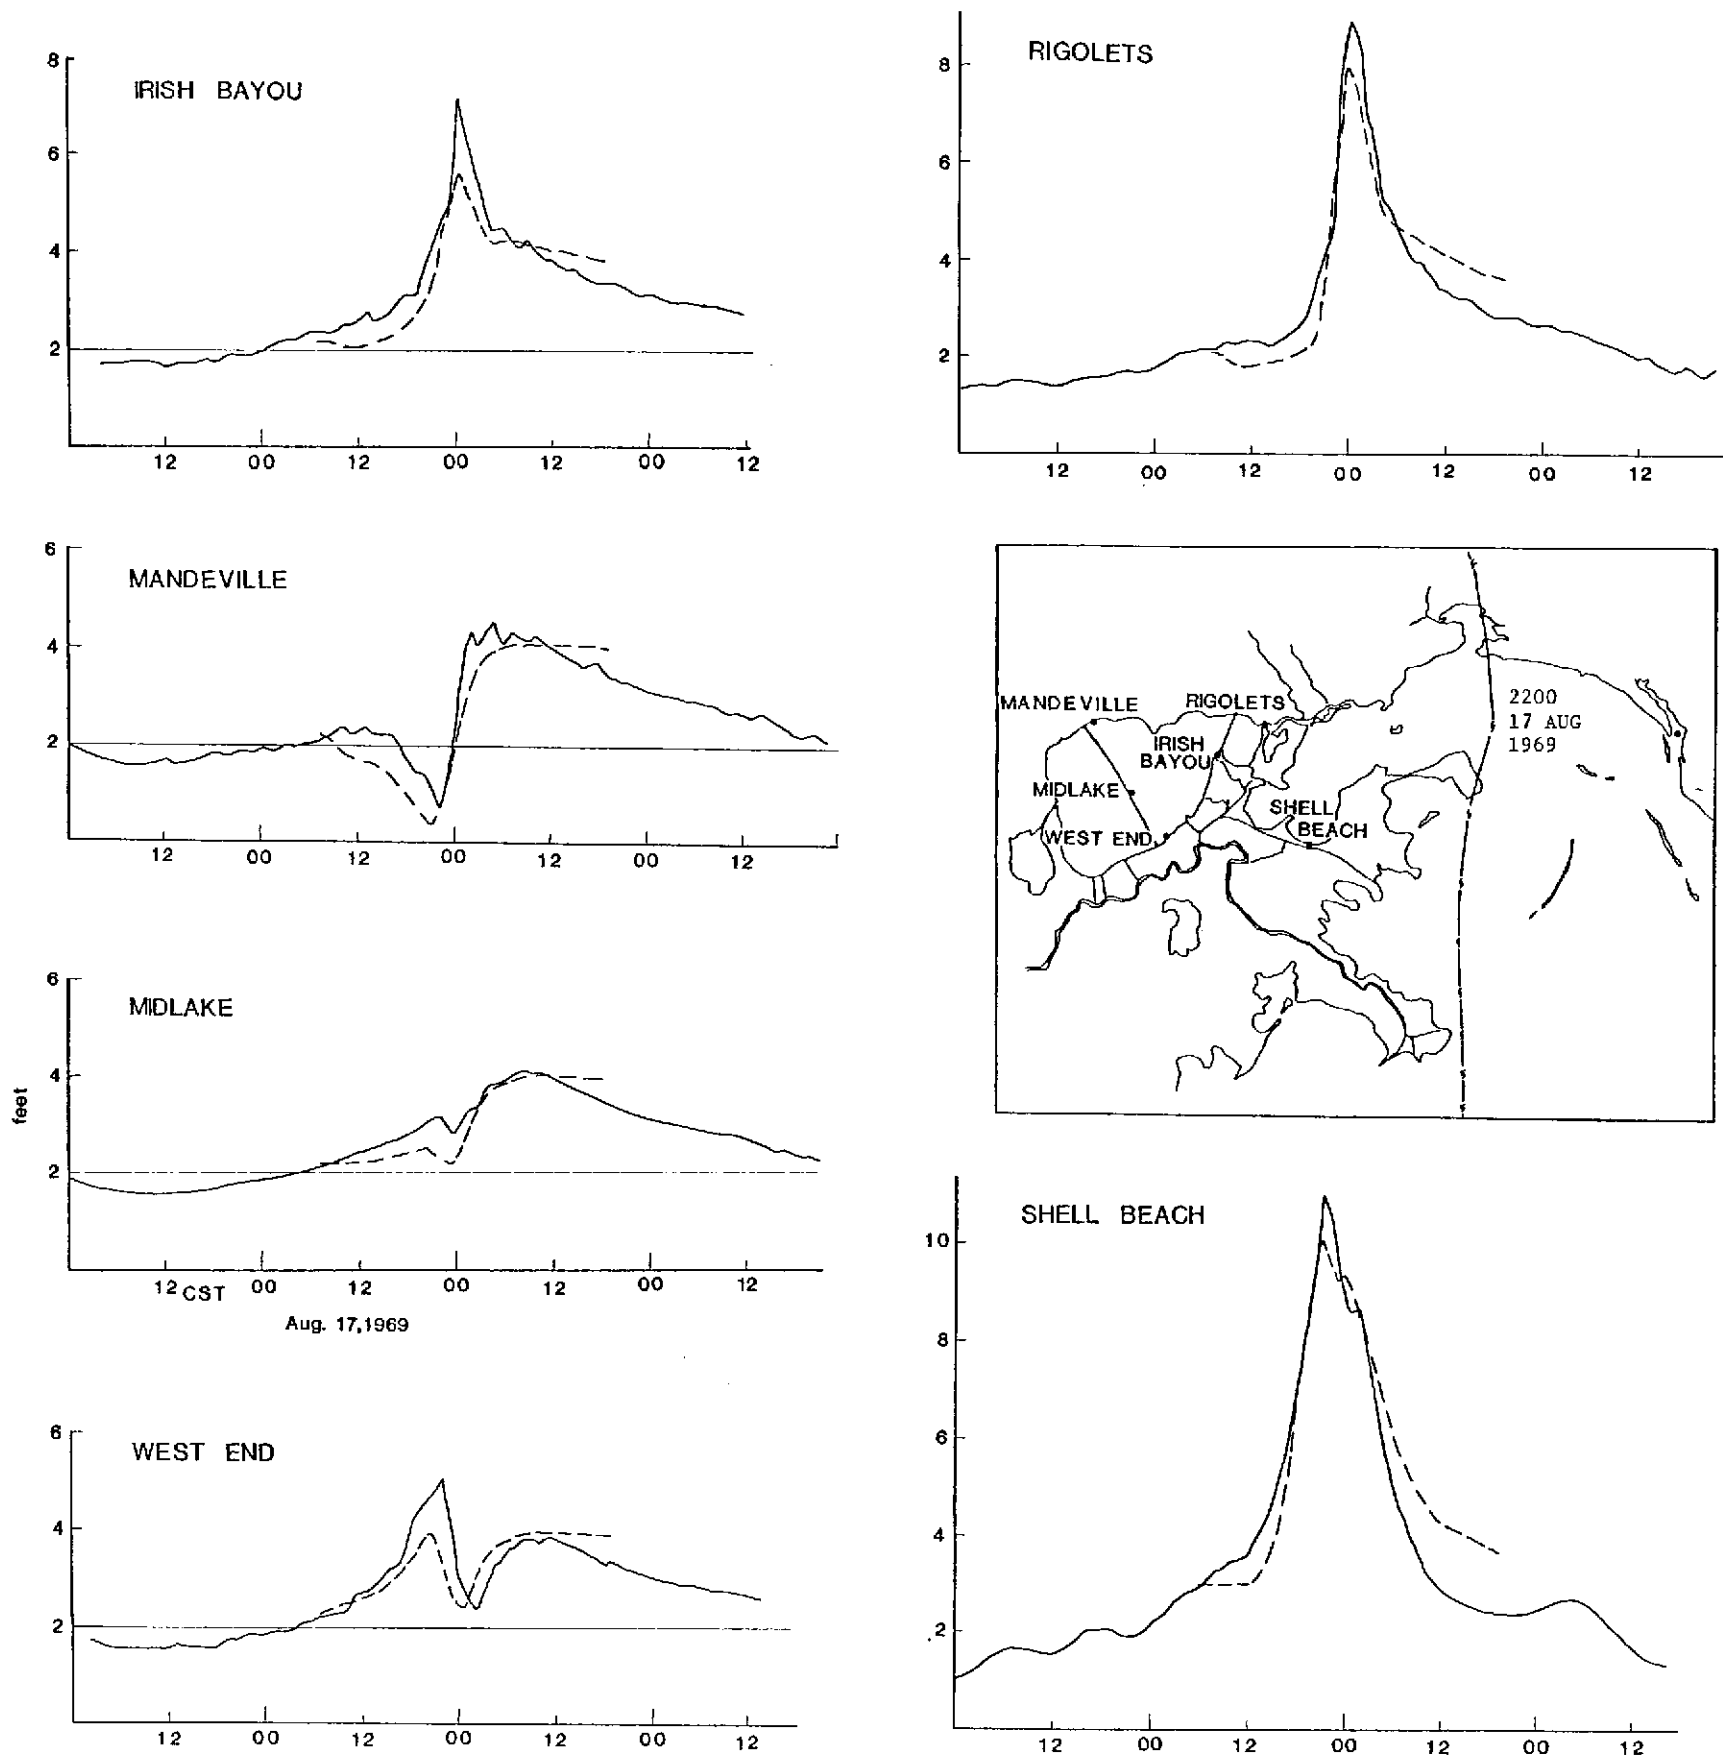 IRISH BAYOU
8
6
4
2
12 00 12 00 12 00 12
RIGOLETS
8
6
4
2
12 00 12 00 12 00 12
MANDEVILLE
6
4
2
12 00 12 00 12 00 12
MANDEVILLE
RIGOLETS
IRISH
BAYOU
MIDLAKE
SHELL
BEACH
WEST END
2200
17 AUG
1969
MIDLAKE
feet
6
4
2
12 CST 00 12 00 12 00 12
Aug. 17,1969
SHELL BEACH
10
8
6
4
2
12 00 12 00 12 00 12
WEST END
6
4
2
12 00 12 00 12 00 12